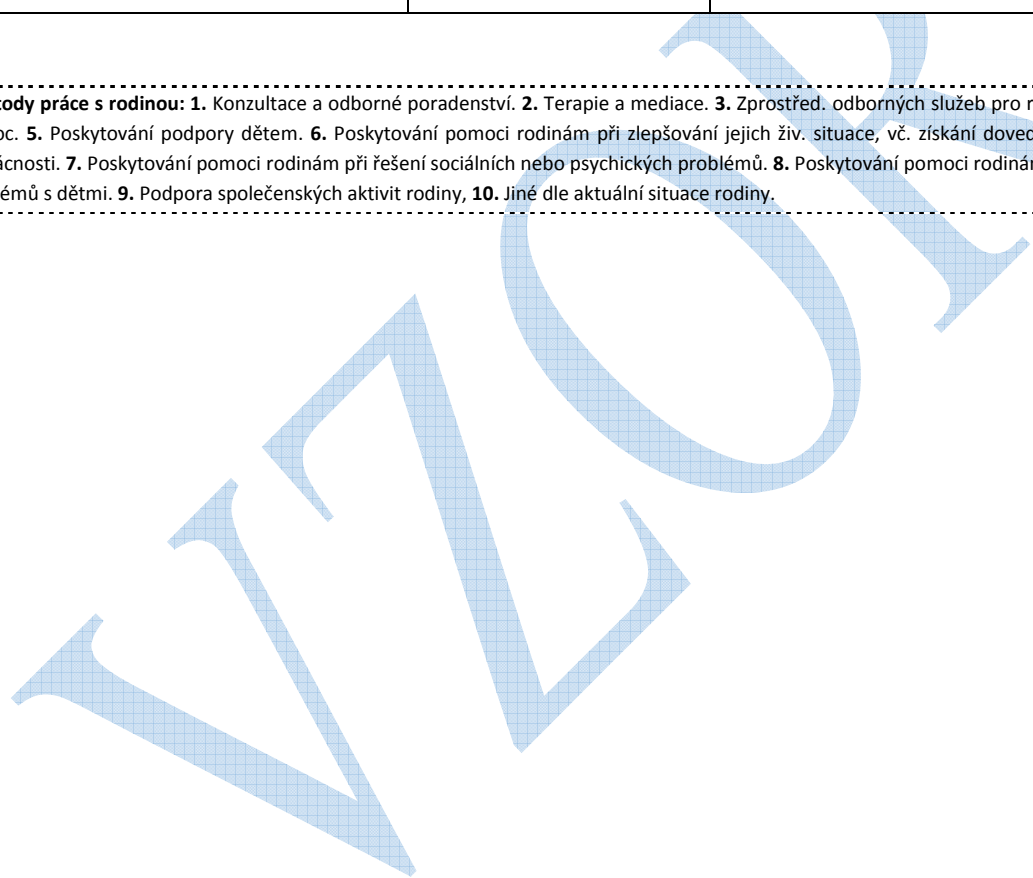 tody práce s rodinou: 1. Konzultace a odborné poradenství. 2. Terapie a mediace. 3. Zprostřed. odborných služeb pro r
oc. 5. Poskytování podpory dětem. 6. Poskytování pomoci rodinám při zlepšování jejich živ. situace, vč. získání doved
ácnosti. 7. Poskytování pomoci rodinám při řešení sociálních nebo psychických problémů. 8. Poskytování pomoci rodinám
émů s dětmi. 9. Podpora společenských aktivit rodiny, 10. Jiné dle aktuální situace rodiny.
VZOR